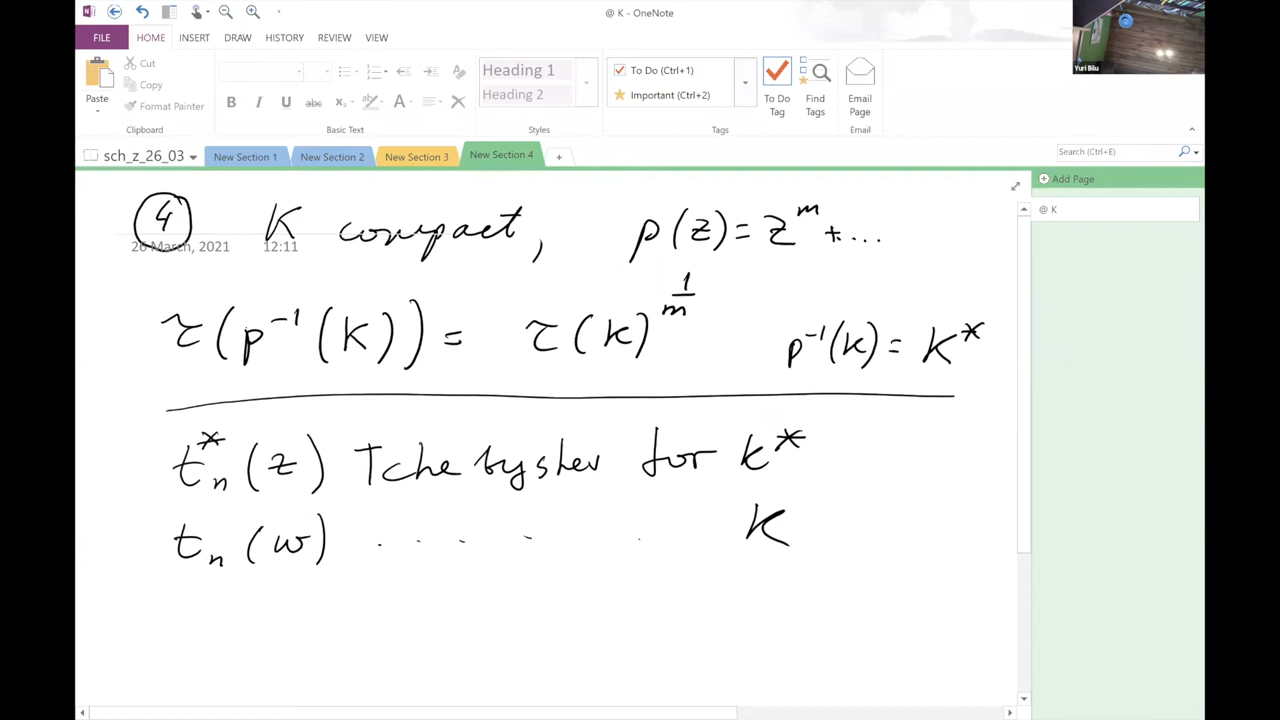 @ K - OneNote
FILE HOME INSERT DRAW HISTORY REVIEW VIEW
Yuri Bilu
Paste
Cut
Copy
Format Painter
Clipboard
B I U abc x₂ A
Basic Text
Heading 1
Heading 2
Styles
To Do (Ctrl+1)
Important (Ctrl+2)
To Do Tag
Find Tags
Tags
Email Page
Email
sch_z_26_03 New Section 1 New Section 2 New Section 3 New Section 4 +
Search (Ctrl+E)
Add Page
@ K
④ K compact, p(z) = z^m + ...
26 March, 2021 12:11
τ(p⁻¹(K)) = τ(K)^{1/m} p⁻¹(K) = K*
t*_n(z) Tchebyshev for K*
t_n(w) . . . . . . K